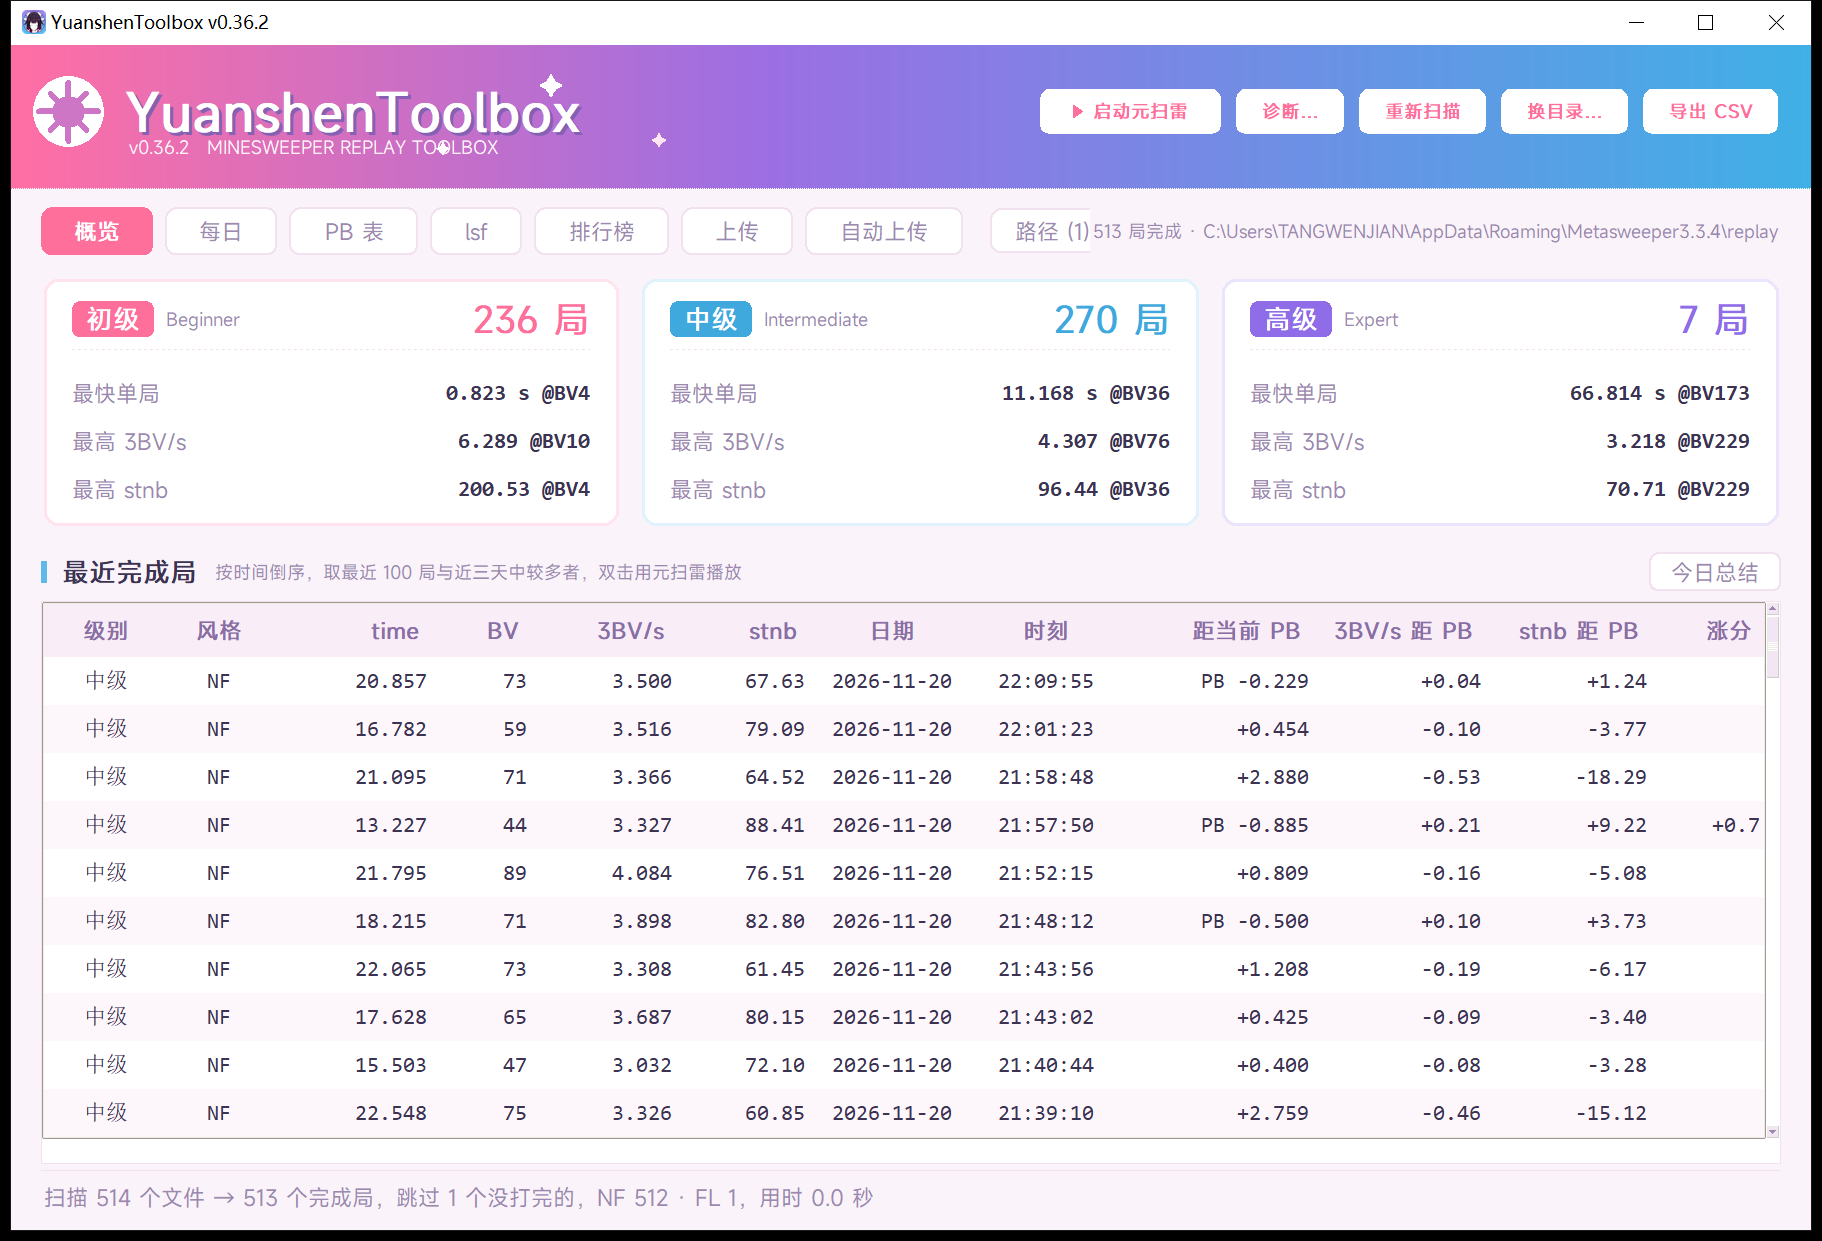 YuanshenToolbox v0.36.2
YuanshenToolbox
v0.36.2 MINESWEEPER REPLAY TOOLBOX
启动元扫雷 诊断... 重新扫描 换目录... 导出 CSV
概览 每日 PB 表 lsf 排行榜 上传 自动上传 路径 (1) 513 局完成 · C:\Users\TANGWENJIAN\AppData\Roaming\Metasweeper3.3.4\replay
初级 Beginner 236 局
最快单局 0.823 s @BV4
最高 3BV/s 6.289 @BV10
最高 stnb 200.53 @BV4
中级 Intermediate 270 局
最快单局 11.168 s @BV36
最高 3BV/s 4.307 @BV76
最高 stnb 96.44 @BV36
高级 Expert 7 局
最快单局 66.814 s @BV173
最高 3BV/s 3.218 @BV229
最高 stnb 70.71 @BV229
最近完成局 按时间倒序，取最近 100 局与近三天中较多者，双击用元扫雷播放 今日总结
级别 风格 time BV 3BV/s stnb 日期 时刻 距当前 PB 3BV/s 距 PB stnb 距 PB 涨分
中级 NF 20.857 73 3.500 67.63 2026-11-20 22:09:55 PB -0.229 +0.04 +1.24
中级 NF 16.782 59 3.516 79.09 2026-11-20 22:01:23 +0.454 -0.10 -3.77
中级 NF 21.095 71 3.366 64.52 2026-11-20 21:58:48 +2.880 -0.53 -18.29
中级 NF 13.227 44 3.327 88.41 2026-11-20 21:57:50 PB -0.885 +0.21 +9.22 +0.7
中级 NF 21.795 89 4.084 76.51 2026-11-20 21:52:15 +0.809 -0.16 -5.08
中级 NF 18.215 71 3.898 82.80 2026-11-20 21:48:12 PB -0.500 +0.10 +3.73
中级 NF 22.065 73 3.308 61.45 2026-11-20 21:43:56 +1.208 -0.19 -6.17
中级 NF 17.628 65 3.687 80.15 2026-11-20 21:43:02 +0.425 -0.09 -3.40
中级 NF 15.503 47 3.032 72.10 2026-11-20 21:40:44 +0.400 -0.08 -3.28
中级 NF 22.548 75 3.326 60.85 2026-11-20 21:39:10 +2.759 -0.46 -15.12
扫描 514 个文件 → 513 个完成局，跳过 1 个没打完的，NF 512 · FL 1，用时 0.0 秒